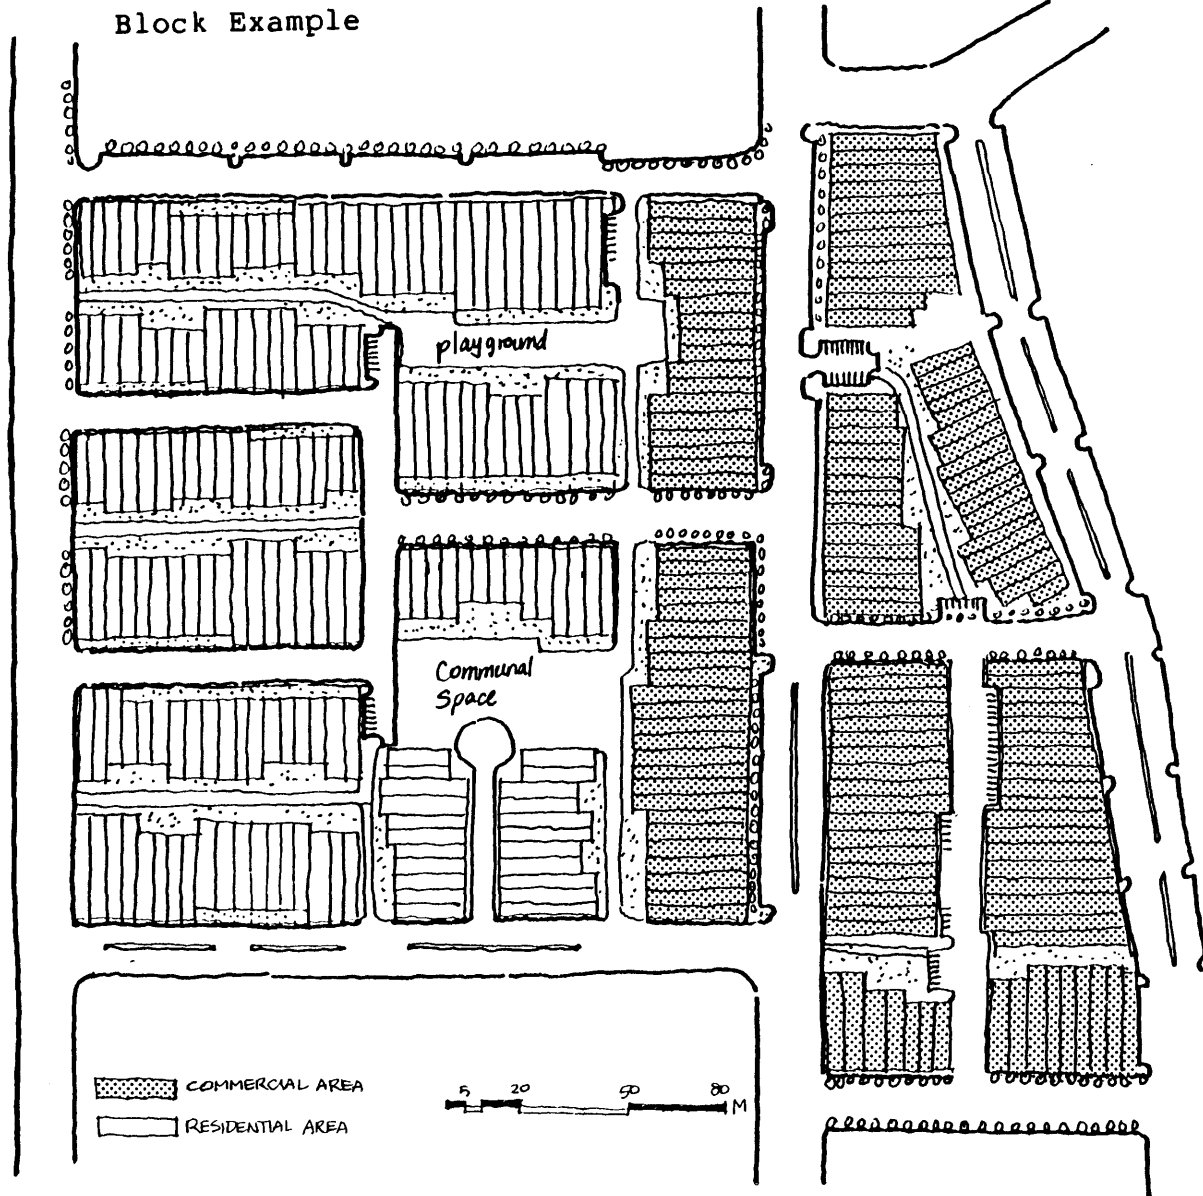 Block Example
playground
Communal
Space
COMMERCIAL AREA
RESIDENTIAL AREA
5 20 50 80 M